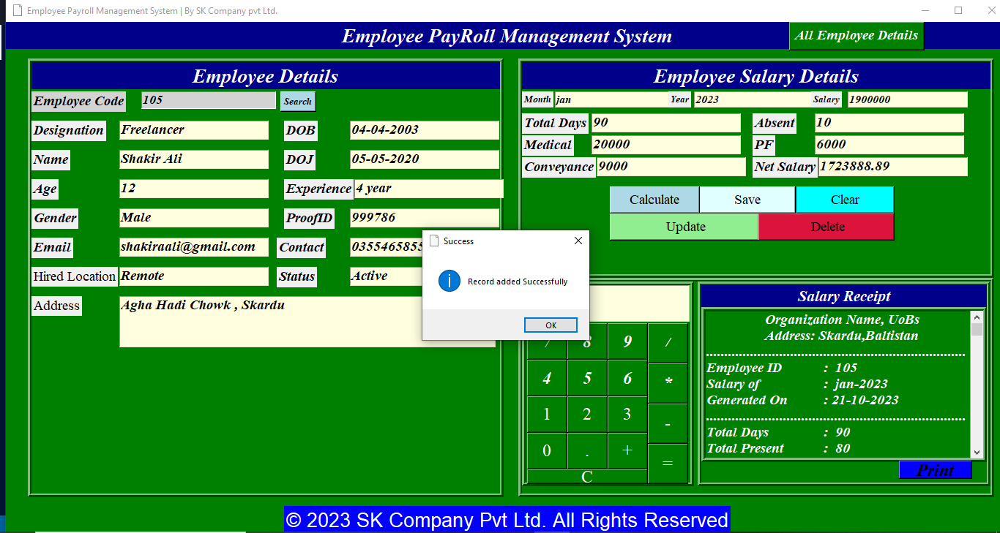 Employee Payroll Management System | By SK Company pvt Ltd.
Employee PayRoll Management System
All Employee Details
Employee Details
Employee Code 105 Search
Designation Freelancer DOB 04-04-2003
Name Shakir Ali DOJ 05-05-2020
Age 12 Experience 4 year
Gender Male ProofID 999786
Email shakiraali@gmail.com Contact 0355465855
Hired Location Remote Status Active
Address Agha Hadi Chowk , Skardu
Employee Salary Details
Month jan Year 2023 Salary 1900000
Total Days 90 Absent 10
Medical 20000 PF 6000
Conveyance 9000 Net Salary 1723888.89
Calculate Save Clear
Update Delete
Success
Record added Successfully
OK
7 8 9 /
4 5 6 *
1 2 3 -
0 . + =
C
Salary Receipt
Organization Name, UoBs
Address: Skardu,Baltistan
Employee ID : 105
Salary of : jan-2023
Generated On : 21-10-2023
Total Days : 90
Total Present : 80
Print
© 2023 SK Company Pvt Ltd. All Rights Reserved